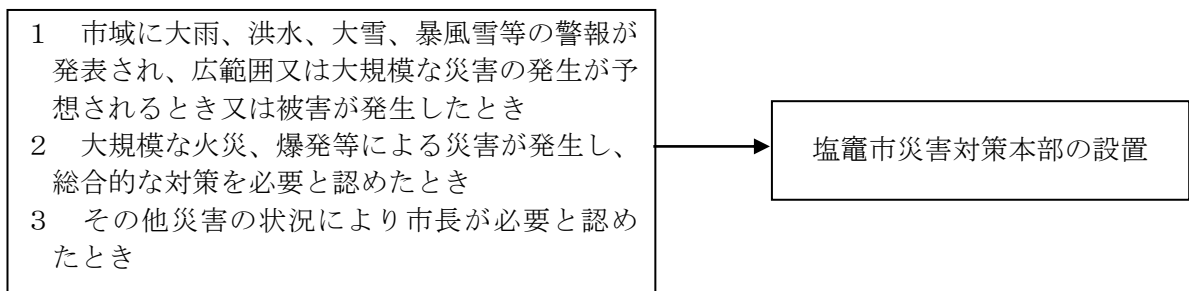 １　市域に大雨、洪水、大雪、暴風雪等の警報が
発表され、広範囲又は大規模な災害の発生が予
想されるとき又は被害が発生したとき
２　大規模な火災、爆発等による災害が発生し、
総合的な対策を必要と認めたとき
３　その他災害の状況により市長が必要と認め
たとき
塩竈市災害対策本部の設置